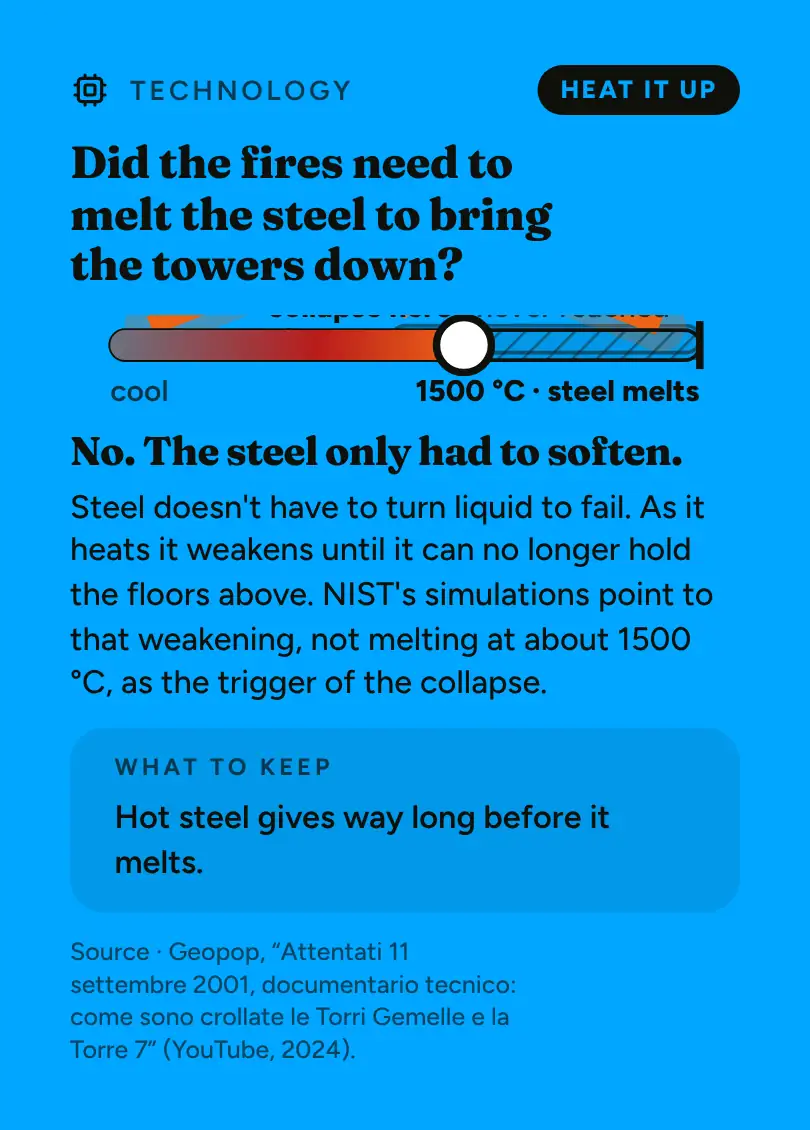 TECHNOLOGY
HEAT IT UP
Did the fires need to
melt the steel to bring
the towers down?
cool
1500 °C · steel melts
No. The steel only had to soften.
Steel doesn't have to turn liquid to fail. As it
heats it weakens until it can no longer hold
the floors above. NIST's simulations point to
that weakening, not melting at about 1500
°C, as the trigger of the collapse.
WHAT TO KEEP
Hot steel gives way long before it
melts.
Source · Geopop, “Attentati 11
settembre 2001, documentario tecnico:
come sono crollate le Torri Gemelle e la
Torre 7” (YouTube, 2024).